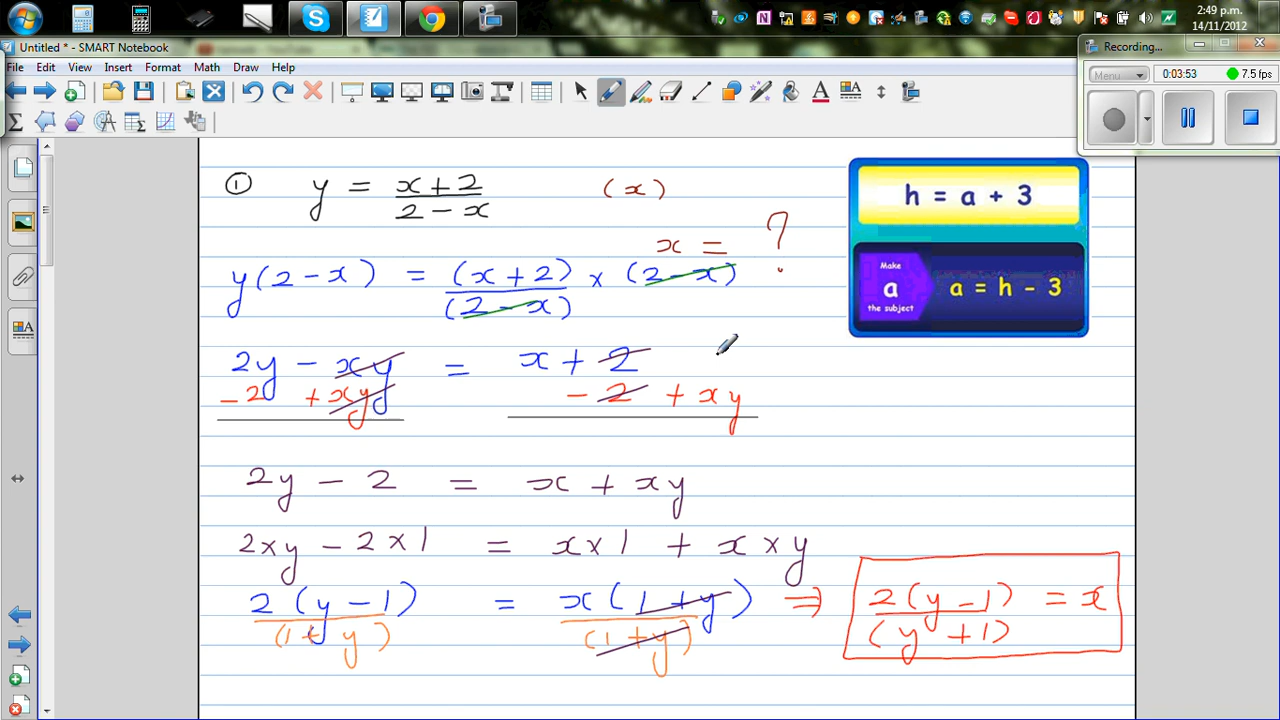 2:49 p.m.
14/11/2012
Untitled * - SMART Notebook
Recording...
File Edit View Insert Format Math Draw Help
Menu
0:03:53
7.5 fps
① y = (x + 2)/(2 - x) (x)
x = ?
y(2 - x) = (x + 2)/(2 - x) × (2 - x)
2y - xy = x + 2
-2 + xy - 2 + xy
2y - 2 = x + xy
2xy - 2 x 1 = x x 1 + x x y
2(y - 1)/(1 + y) = x(1 + y)/(1 + y) ⇒ 2(y - 1)/(y + 1) = x
h = a + 3
Make
a
the subject
a = h - 3